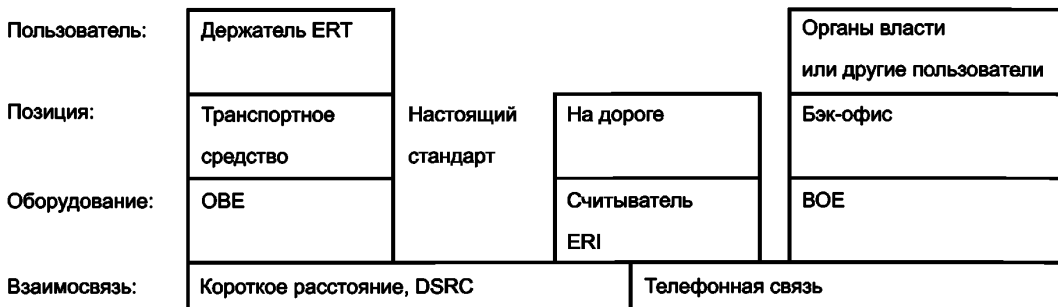 Пользователь: Держатель ERT Органы власти
или другие пользователи
Позиция: Транспортное Настоящий На дороге Бэк-офис
средство стандарт
Оборудование: OBE Считыватель BOE
ERI
Взаимосвязь: Короткое расстояние, DSRC Телефонная связь